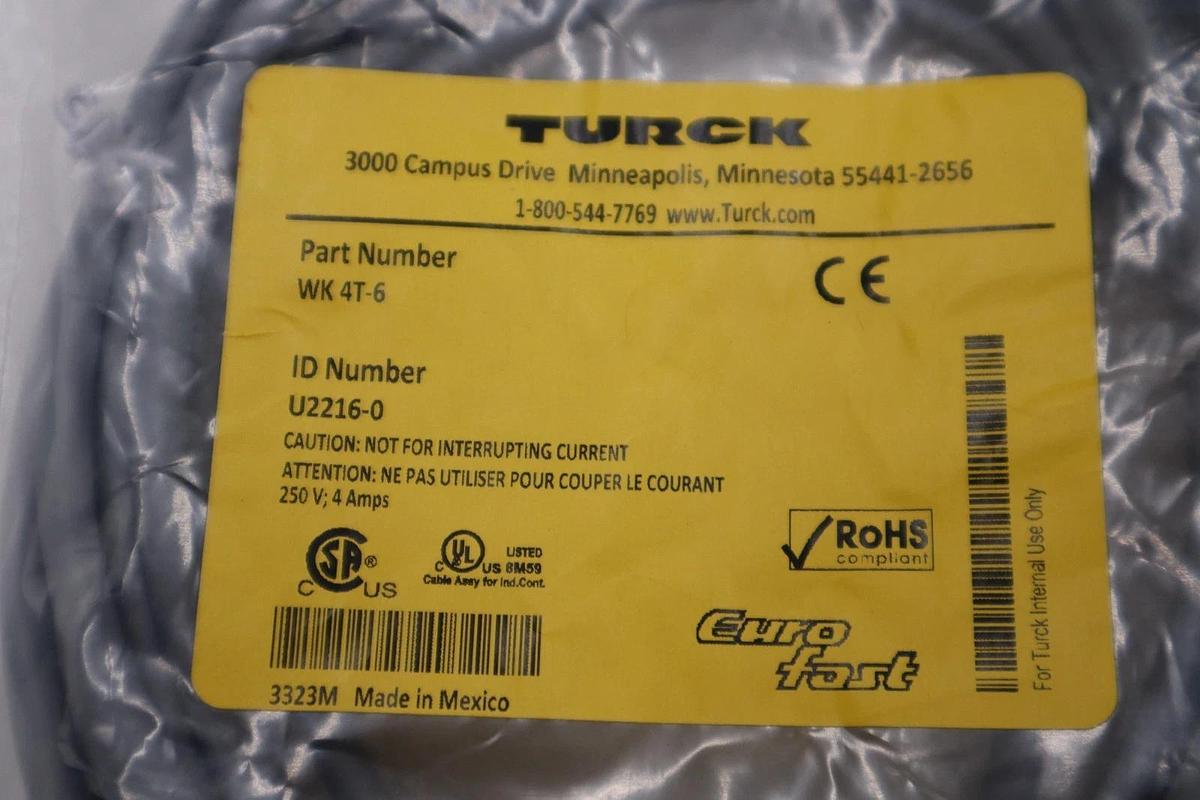 TURCK
3000 Campus Drive Minneapolis, Minnesota 55441-2656
1-800-544-7769 www.Turck.com
Part Number
WK 4T-6
CE
ID Number
U2216-0
CAUTION: NOT FOR INTERRUPTING CURRENT
ATTENTION: NE PAS UTILISER POUR COUPER LE COURANT
250 V; 4 Amps
C SA ® US
C UL US LISTED 8M59
Cable Assy for Ind.Cont.
RoHS
compliant
Euro
fast
3323M Made in Mexico
For Turck Internal Use Only